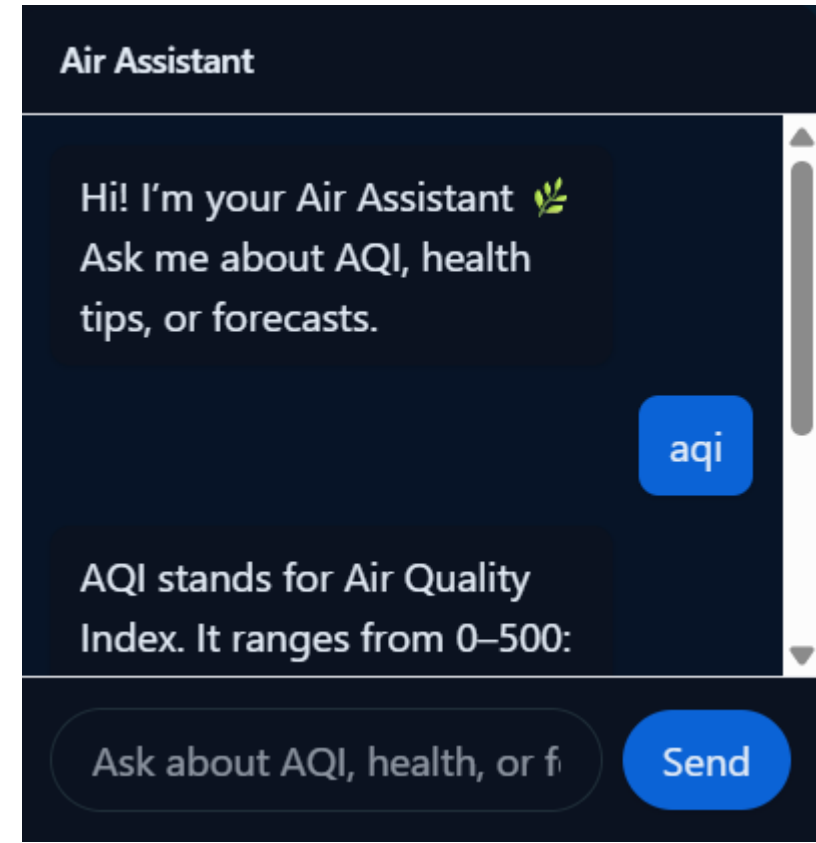 Air Assistant
Hi! I’m your Air Assistant 🌿
Ask me about AQI, health
tips, or forecasts.
aqi
AQI stands for Air Quality
Index. It ranges from 0–500:
Ask about AQI, health, or f
Send